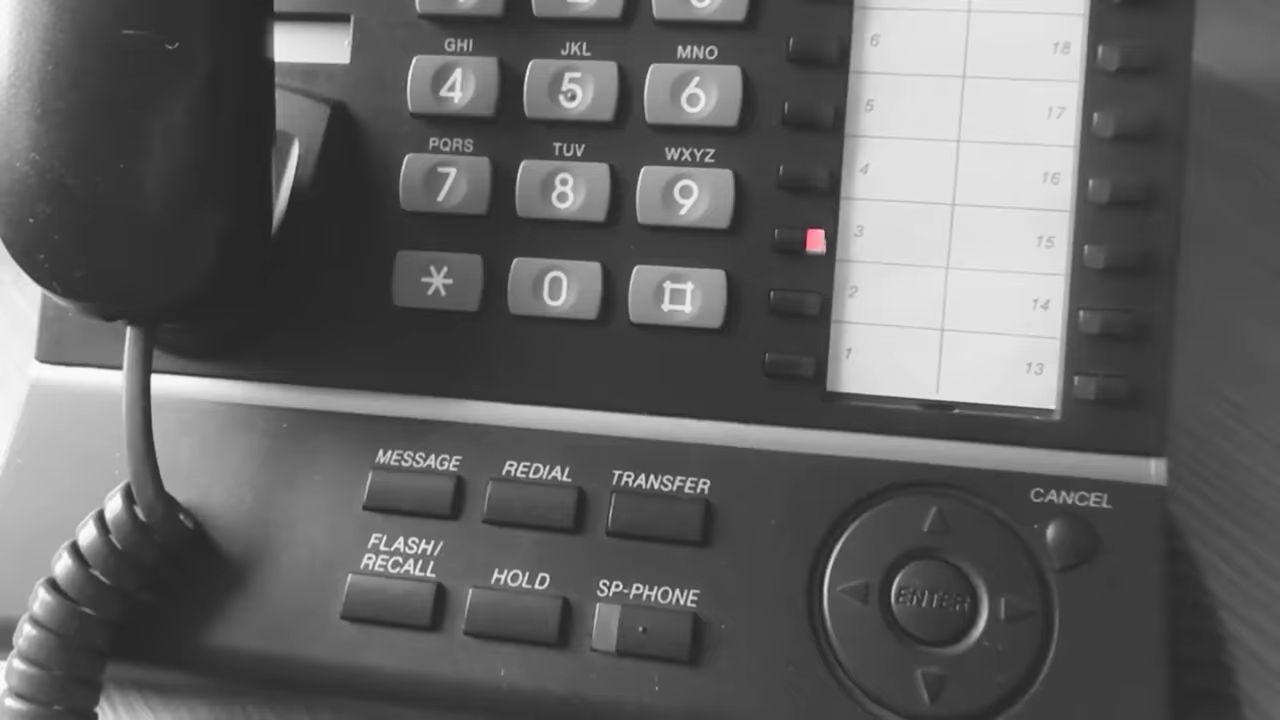 GHI JKL MNO
4 5 6
PQRS TUV WXYZ
7 8 9
* 0 #
6 18
5 17
4 16
3 15
2 14
1 13
MESSAGE REDIAL TRANSFER
FLASH/
RECALL HOLD SP-PHONE
CANCEL
ENTER